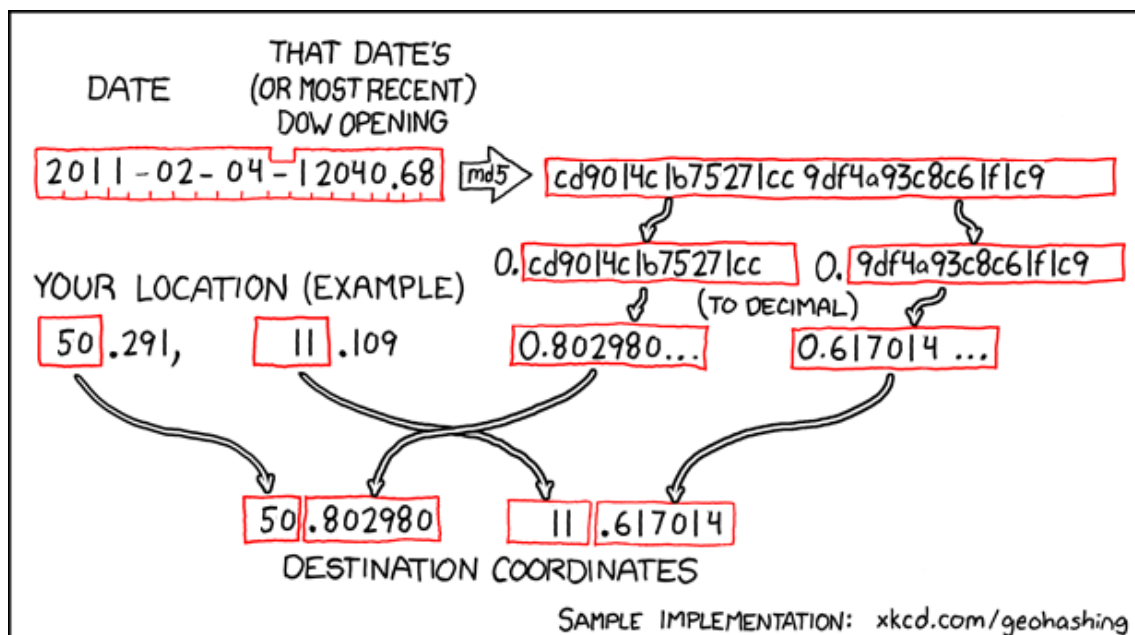 DATE
THAT DATE'S
(OR MOST RECENT)
DOW OPENING
2011-02-04-12040.68
md5
cd9014c1b75271cc 9df4a93c8c61f1c9
0. cd9014c1b75271cc
0. 9df4a93c8c61f1c9
(TO DECIMAL)
YOUR LOCATION (EXAMPLE)
50.291, 11.109
0.802980...
0.617014...
50.802980 11.617014
DESTINATION COORDINATES
SAMPLE IMPLEMENTATION: xkcd.com/geohashing